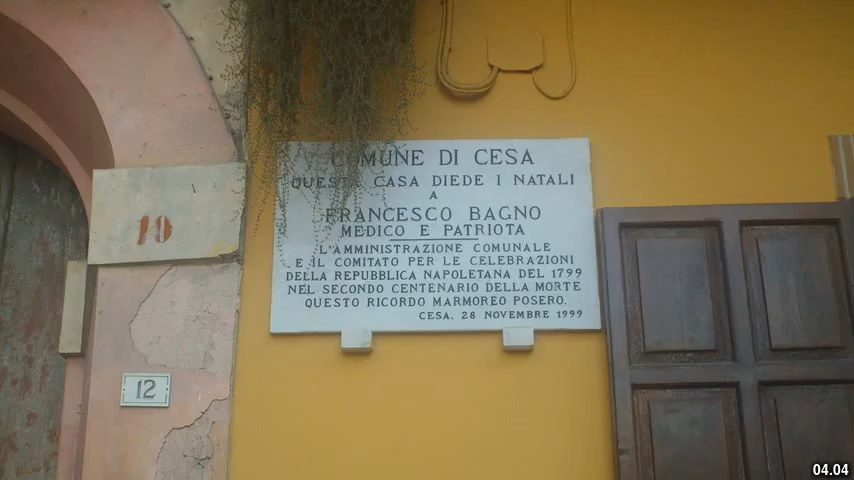 COMUNE DI CESA
QUESTA CASA DIEDE I NATALI
A
FRANCESCO BAGNO
MEDICO E PATRIOTA
L'AMMINISTRAZIONE COMUNALE
E IL COMITATO PER LE CELEBRAZIONI
DELLA REPUBBLICA NAPOLETANA DEL 1799
NEL SECONDO CENTENARIO DELLA MORTE
QUESTO RICORDO MARMOREO POSERO.
CESA, 28 NOVEMBRE 1999
10
12
04.04